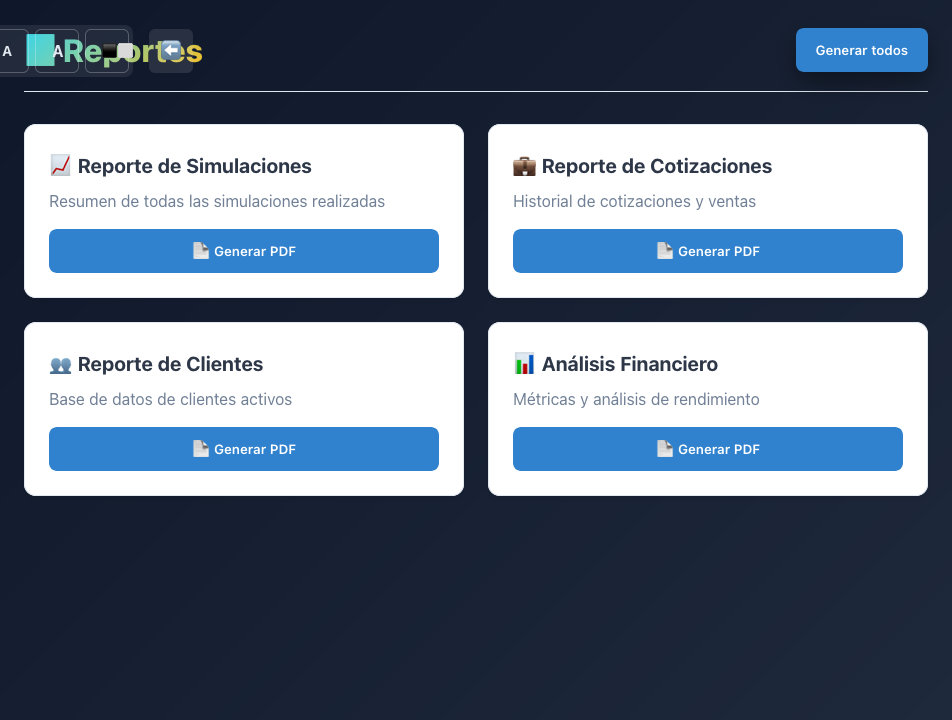 A
A
Reportes
Generar todos
Reporte de Simulaciones
Resumen de todas las simulaciones realizadas
Generar PDF
Reporte de Cotizaciones
Historial de cotizaciones y ventas
Generar PDF
Reporte de Clientes
Base de datos de clientes activos
Generar PDF
Análisis Financiero
Métricas y análisis de rendimiento
Generar PDF